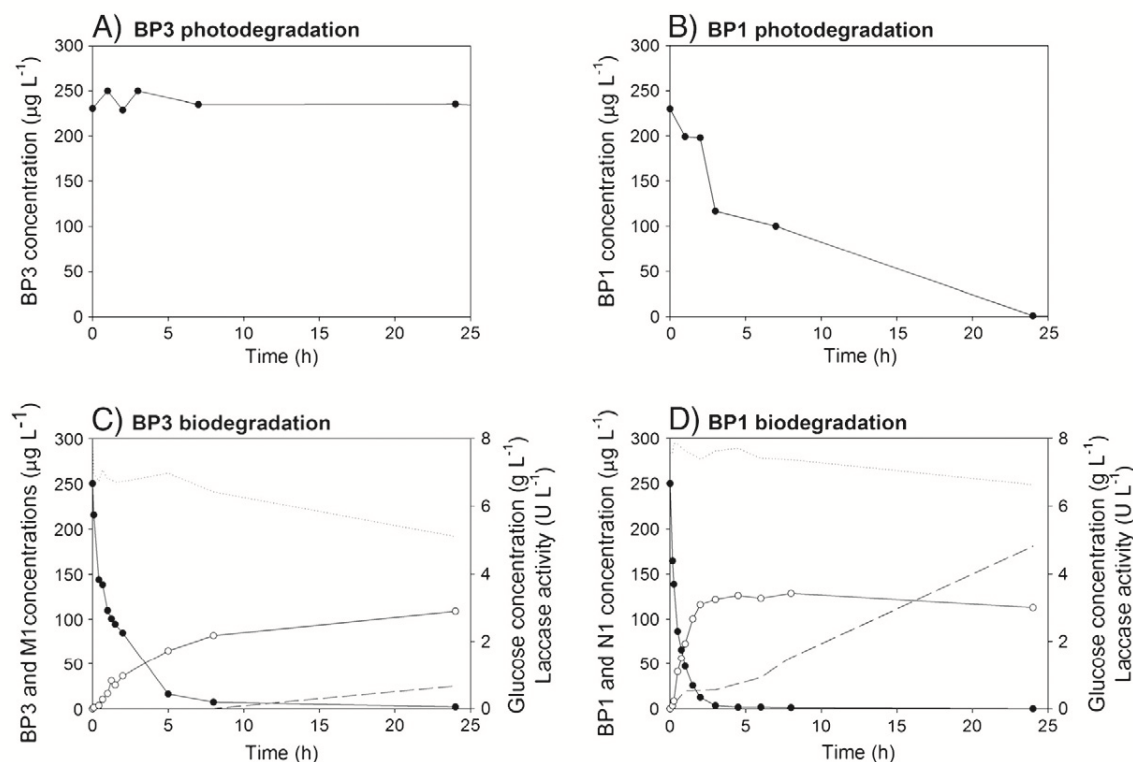 A) BP3 photodegradation
BP3 concentration (µg L⁻¹)
300
250
200
150
100
50
0
0 5 10 15 20 25
Time (h)
B) BP1 photodegradation
BP1 concentration (µg L⁻¹)
300
250
200
150
100
50
0
0 5 10 15 20 25
Time (h)
C) BP3 biodegradation
BP3 and M1concentrations (µg L⁻¹)
300
250
200
150
100
50
0
8
6
4
2
0
Glucose concentration (g L⁻¹)
Laccase activity (U L⁻¹)
0 5 10 15 20 25
Time (h)
D) BP1 biodegradation
BP1 and N1 concentrations (µg L⁻¹)
300
250
200
150
100
50
0
8
6
4
2
0
Glucose concentration (g L⁻¹)
Laccase activity (U L⁻¹)
0 5 10 15 20 25
Time (h)